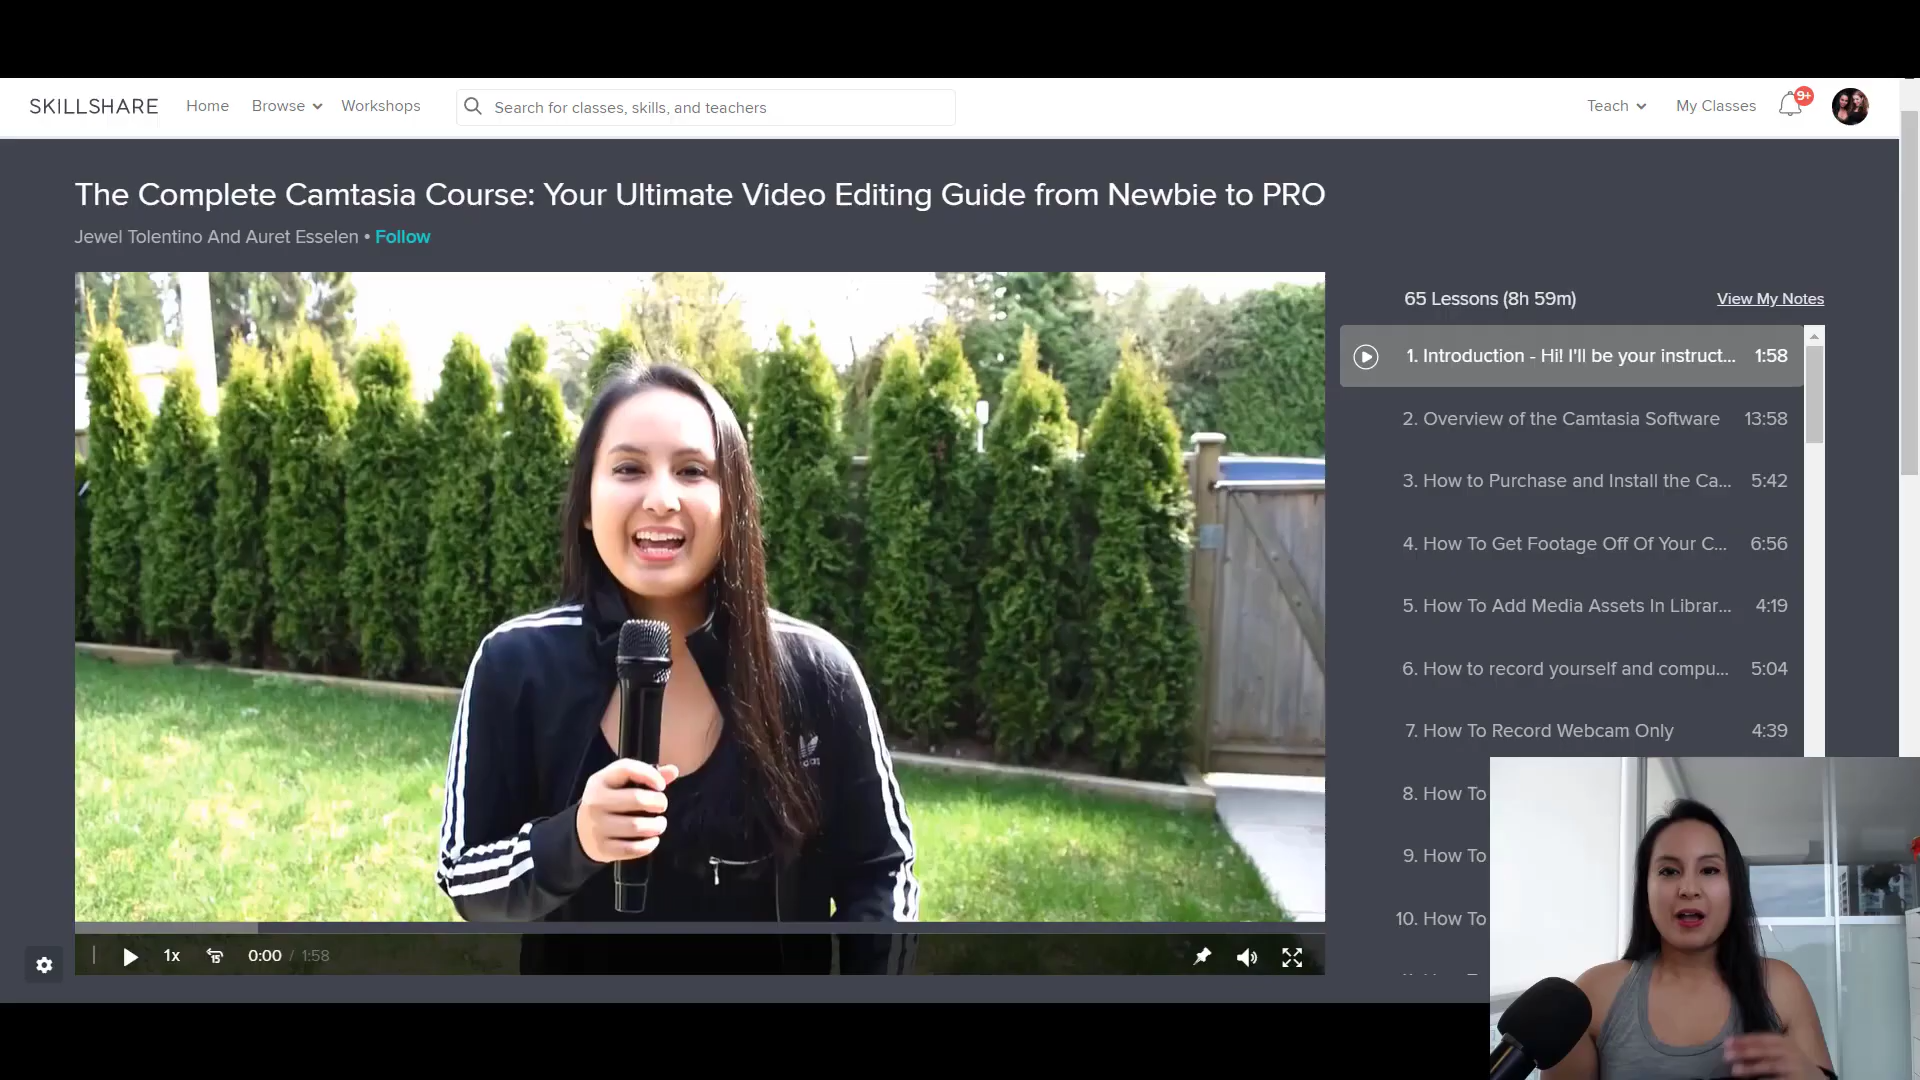 SKILLSHARE Home Browse Workshops Search for classes, skills, and teachers Teach My Classes 9+
The Complete Camtasia Course: Your Ultimate Video Editing Guide from Newbie to PRO
Jewel Tolentino And Auret Esselen • Follow
65 Lessons (8h 59m) View My Notes
1. Introduction - Hi! I'll be your instruct... 1:58
2. Overview of the Camtasia Software 13:58
3. How to Purchase and Install the Ca... 5:42
4. How To Get Footage Off Of Your C... 6:56
5. How To Add Media Assets In Librar... 4:19
6. How to record yourself and compu... 5:04
7. How To Record Webcam Only 4:39
8. How To
9. How To
10. How To
1x 15 0:00 / 1:58